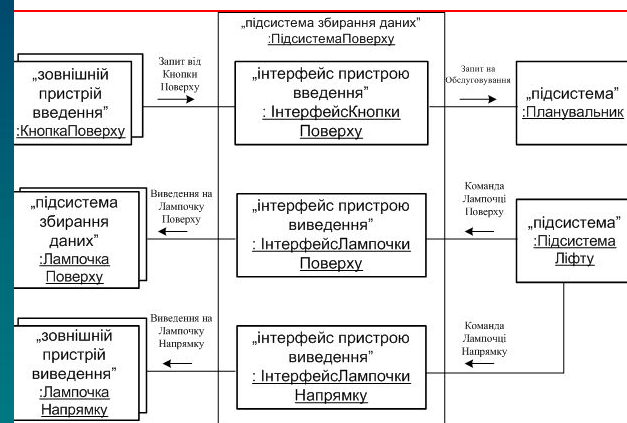 „підсистема збирання даних”
:ПідсистемаПоверху
„зовнішній
пристрій
введення”
:КнопкаПоверху
Запит від
Кнопки
Поверху
„інтерфейс пристрою
введення”
: ІнтерфейсКнопки
Поверху
Запит на
Обслуговування
„підсистема”
:Планувальник
„підсистема
збирання
даних”
:Лампочка
Поверху
Виведення на
Лампочку
Поверху
„інтерфейс пристрою
виведення”
: ІнтерфейсЛампочки
Поверху
Команда
Лампочці
Поверху
„підсистема”
:Підсистема
Ліфту
„зовнішній
пристрій
виведення”
:Лампочка
Напрямку
Виведення на
Лампочку
Напрямку
„інтерфейс пристрою
виведення”
: ІнтерфейсЛампочки
Напрямку
Команда
Лампочці
Напрямку